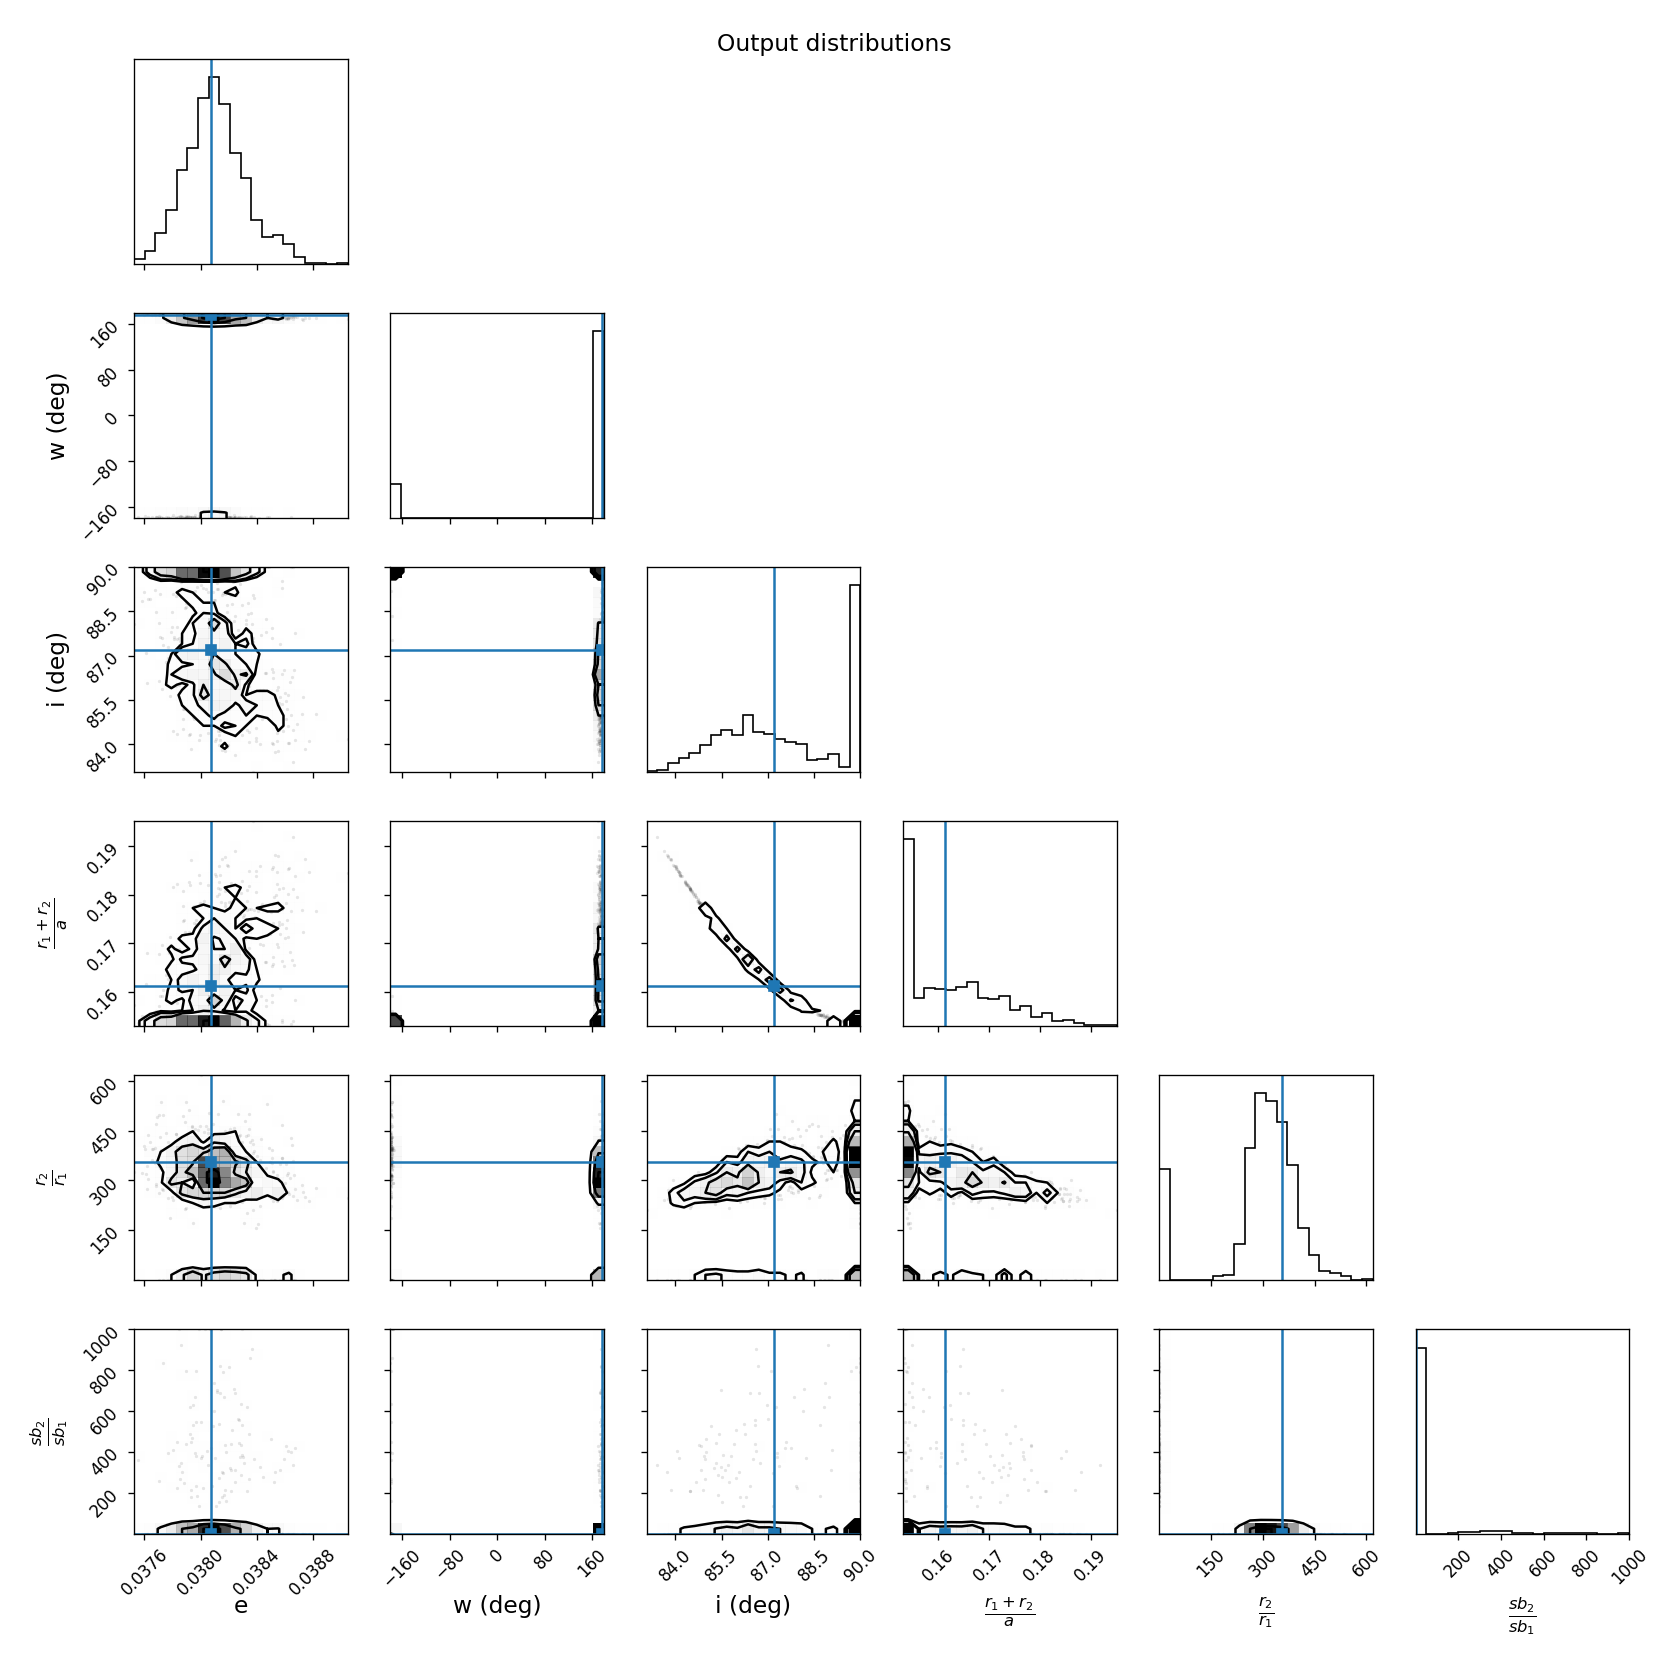 Output distributions
w (deg)
160
80
0
−80
−160
i (deg)
90.0
88.5
87.0
85.5
84.0
r₁ + r₂
a
0.19
0.18
0.17
0.16
r₂
r₁
600
450
300
150
sb₂
sb₁
1000
800
600
400
200
0.0376 0.0380 0.0384 0.0388
−160 −80 0 80 160
84.0 85.5 87.0 88.5 90.0
0.16 0.17 0.18 0.19
150 300 450 600
200 400 600 800 1000
e
w (deg)
i (deg)
r₁ + r₂
a
r₂
r₁
sb₂
sb₁